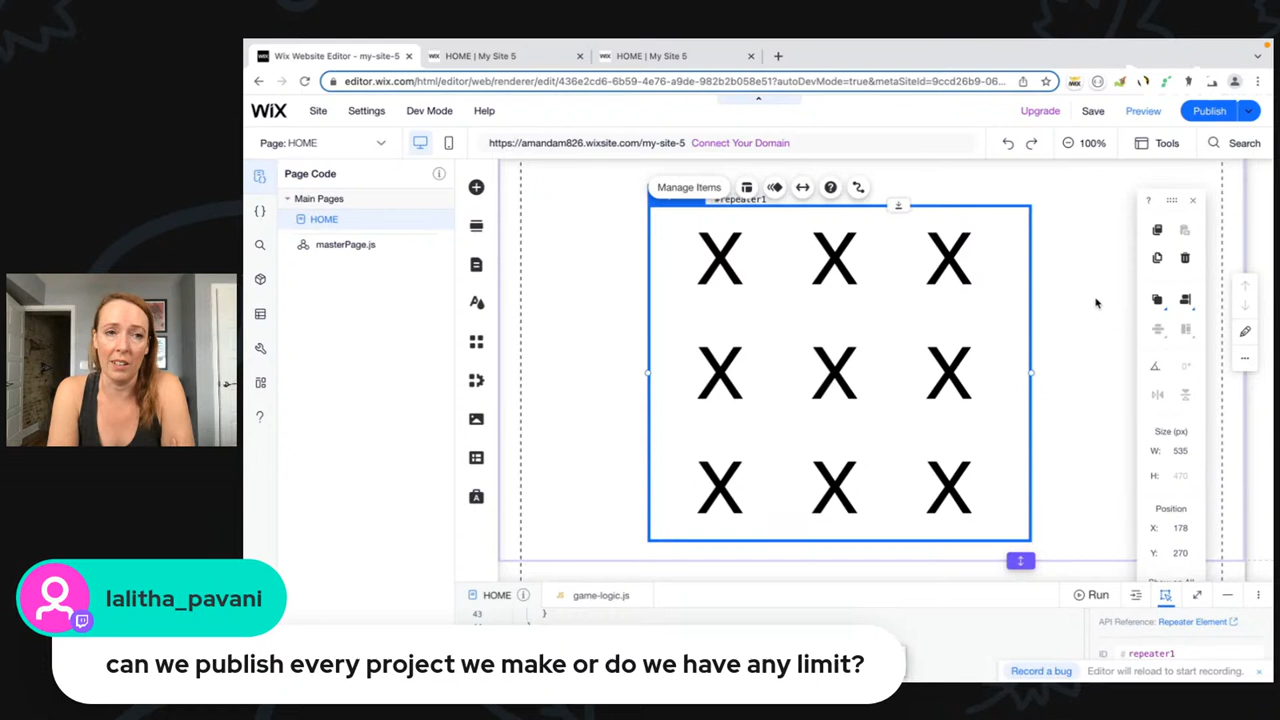 Wix Website Editor - my-site-5
HOME | My Site 5
HOME | My Site 5
editor.wix.com/html/editor/web/renderer/edit/436e2cd6-6b59-4e76-a9de-982b2b058e51?autoDevMode=true&metaSiteId=9ccd26b9-06...
WiX Site Settings Dev Mode Help Upgrade Save Preview Publish
Page: HOME https://amandam826.wixsite.com/my-site-5 Connect Your Domain 100% Tools Search
Page Code
Main Pages
HOME
masterPage.js
Manage Items
#repeater1
X X X
X X X
X X X
Size (px)
W: 535
H: 470
Position
X: 178
Y: 270
0°
HOME game-logic.js Run
43 }
API Reference: Repeater Element
ID # repeater1
Record a bug Editor will reload to start recording.
lalitha_pavani
can we publish every project we make or do we have any limit?